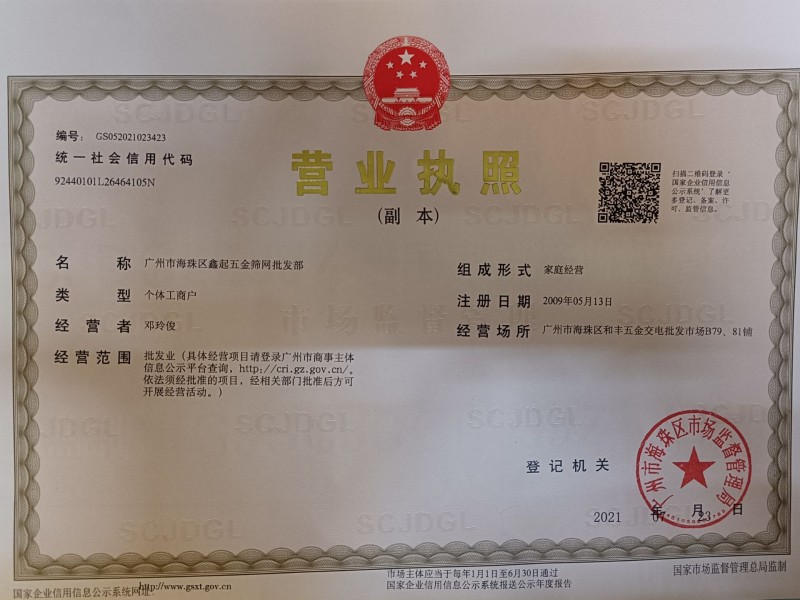 编号： GS052021023423
统一社会信用代码
92440101L26464105N
营业执照
(副 本)
扫描二维码登录‘
国家企业信用信息
公示系统’了解更
多登记、备案、许
可、监管信息。
名 称 广州市海珠区鑫起五金筛网批发部
类 型 个体工商户
经 营 者 邓玲俊
经 营 范 围 批发业（具体经营项目请登录广州市商事主体
信息公示平台查询，http://cri.gz.gov.cn/。
依法须经批准的项目，经相关部门批准后方可
开展经营活动。）
组 成 形 式 家庭经营
注 册 日 期 2009年05月13日
经 营 场 所 广州市海珠区和丰五金交电批发市场B79、81铺
登 记 机 关
广州市海珠区市场监督管理局
2021 年 07 月 23 日
国家企业信用信息公示系统网址： http://www.gsxt.gov.cn
市场主体应当于每年1月1日至6月30日通过
国家企业信用信息公示系统报送公示年度报告
国家市场监督管理总局监制
SCJDGL
市场监督管理